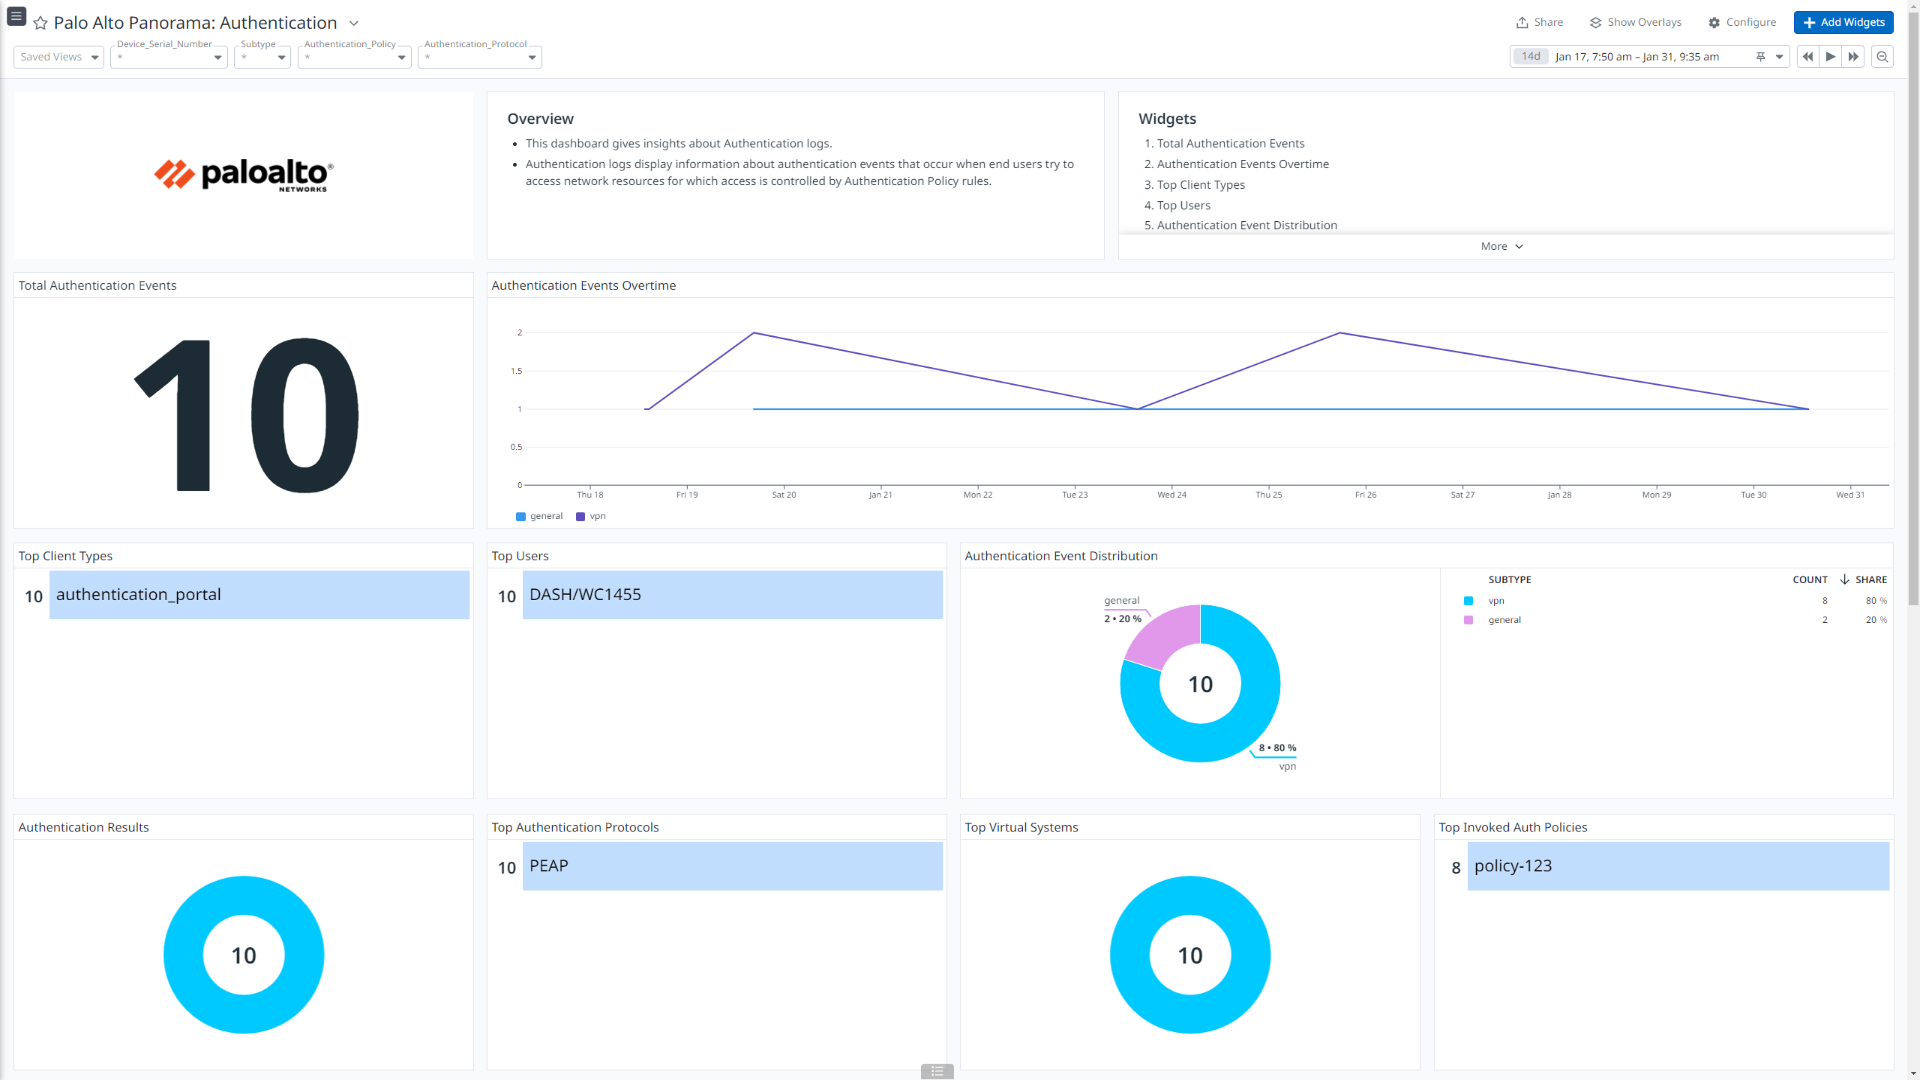 Palo Alto Panorama: Authentication
Share
Show Overlays
Configure
Add Widgets
Saved Views
Device_Serial_Number
*
Subtype
*
Authentication_Policy
*
Authentication_Protocol
*
14d
Jan 17, 7:50 am – Jan 31, 9:35 am
paloalto®
NETWORKS
Overview
• This dashboard gives insights about Authentication logs.
• Authentication logs display information about authentication events that occur when end users try to
access network resources for which access is controlled by Authentication Policy rules.
Widgets
1. Total Authentication Events
2. Authentication Events Overtime
3. Top Client Types
4. Top Users
5. Authentication Event Distribution
More
Total Authentication Events
10
Authentication Events Overtime
2
1.5
1
0.5
0
Thu 18
Fri 19
Sat 20
Jan 21
Mon 22
Tue 23
Wed 24
Thu 25
Fri 26
Sat 27
Jan 28
Mon 29
Tue 30
Wed 31
general
vpn
Top Client Types
10
authentication_portal
Top Users
10
DASH/WC1455
Authentication Event Distribution
general
2 • 20 %
10
8 • 80 %
vpn
SUBTYPE COUNT SHARE
vpn 8 80 %
general 2 20 %
Authentication Results
10
Top Authentication Protocols
10
PEAP
Top Virtual Systems
10
Top Invoked Auth Policies
8
policy-123